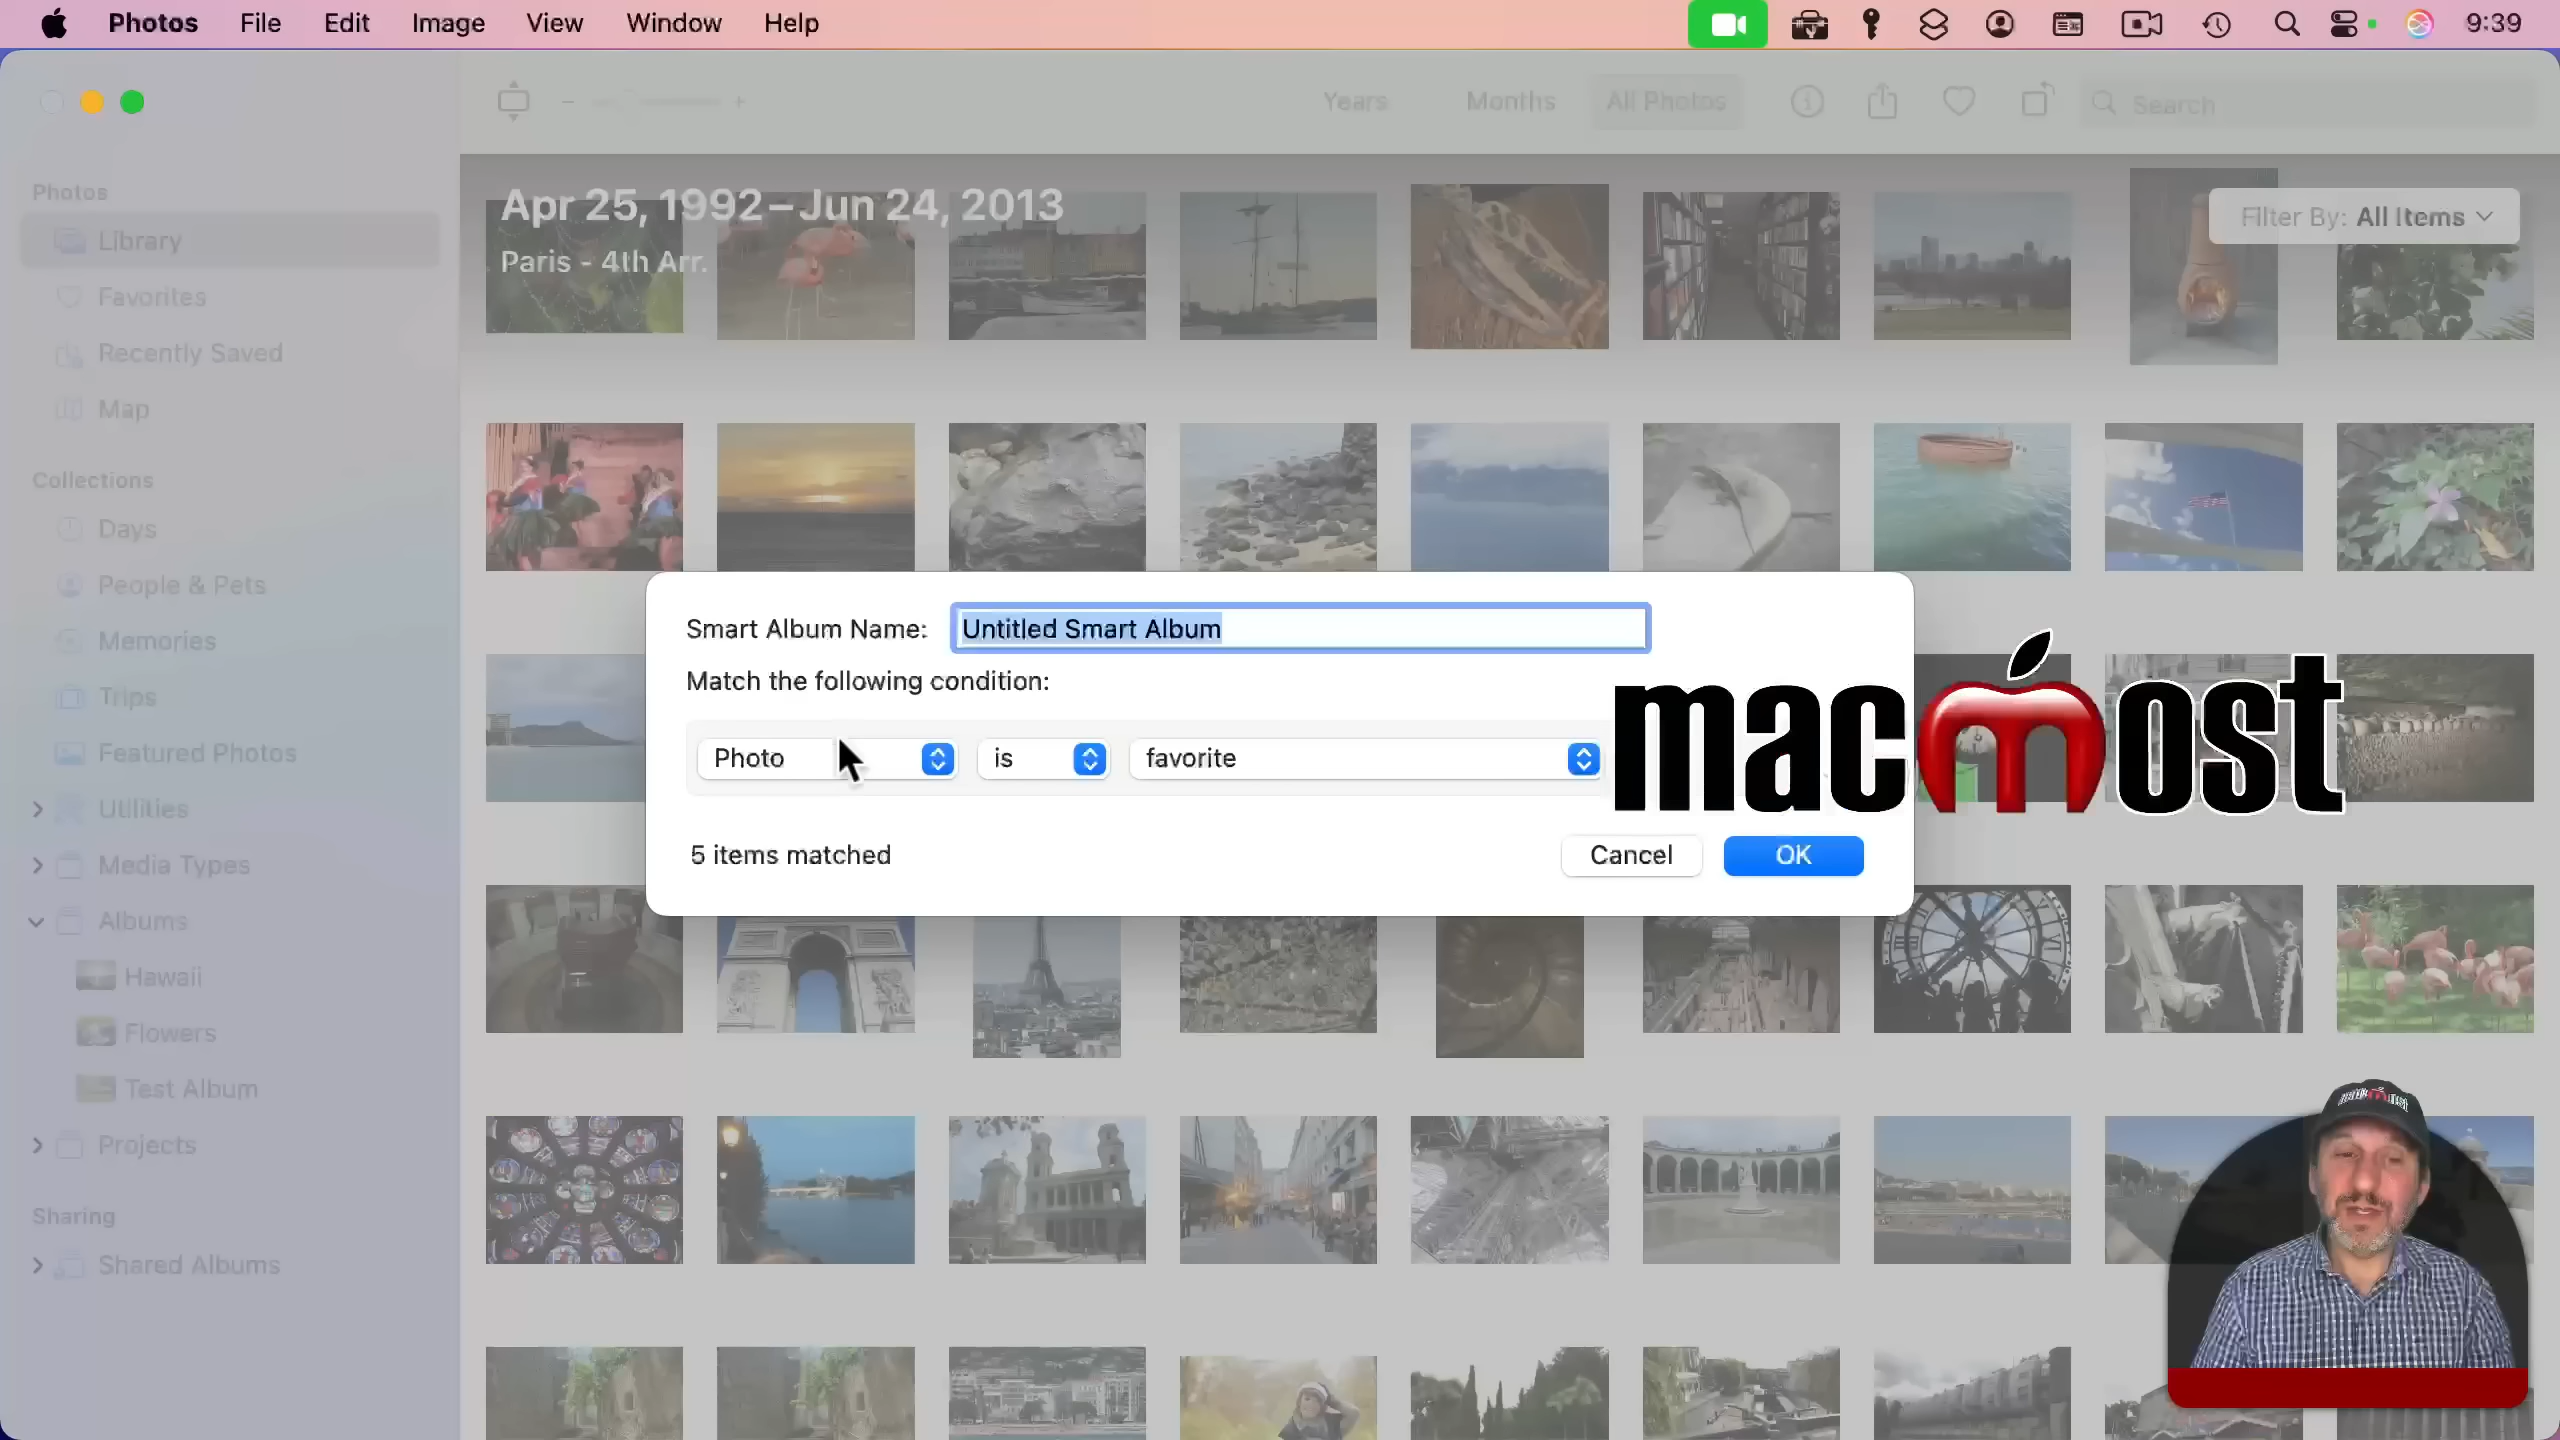 Photos File Edit Image View Window Help 9:39
Years Months All Photos Search
Photos
Library
Favorites
Recently Saved
Map
Collections
Days
People & Pets
Memories
Trips
Featured Photos
Utilities
Media Types
Albums
Hawaii
Flowers
Test Album
Projects
Sharing
Shared Albums
Apr 25, 1992 – Jun 24, 2013
Paris - 4th Arr.
Filter By: All Items
Smart Album Name: Untitled Smart Album
Match the following condition:
Photo is favorite
5 items matched
Cancel OK
macmost